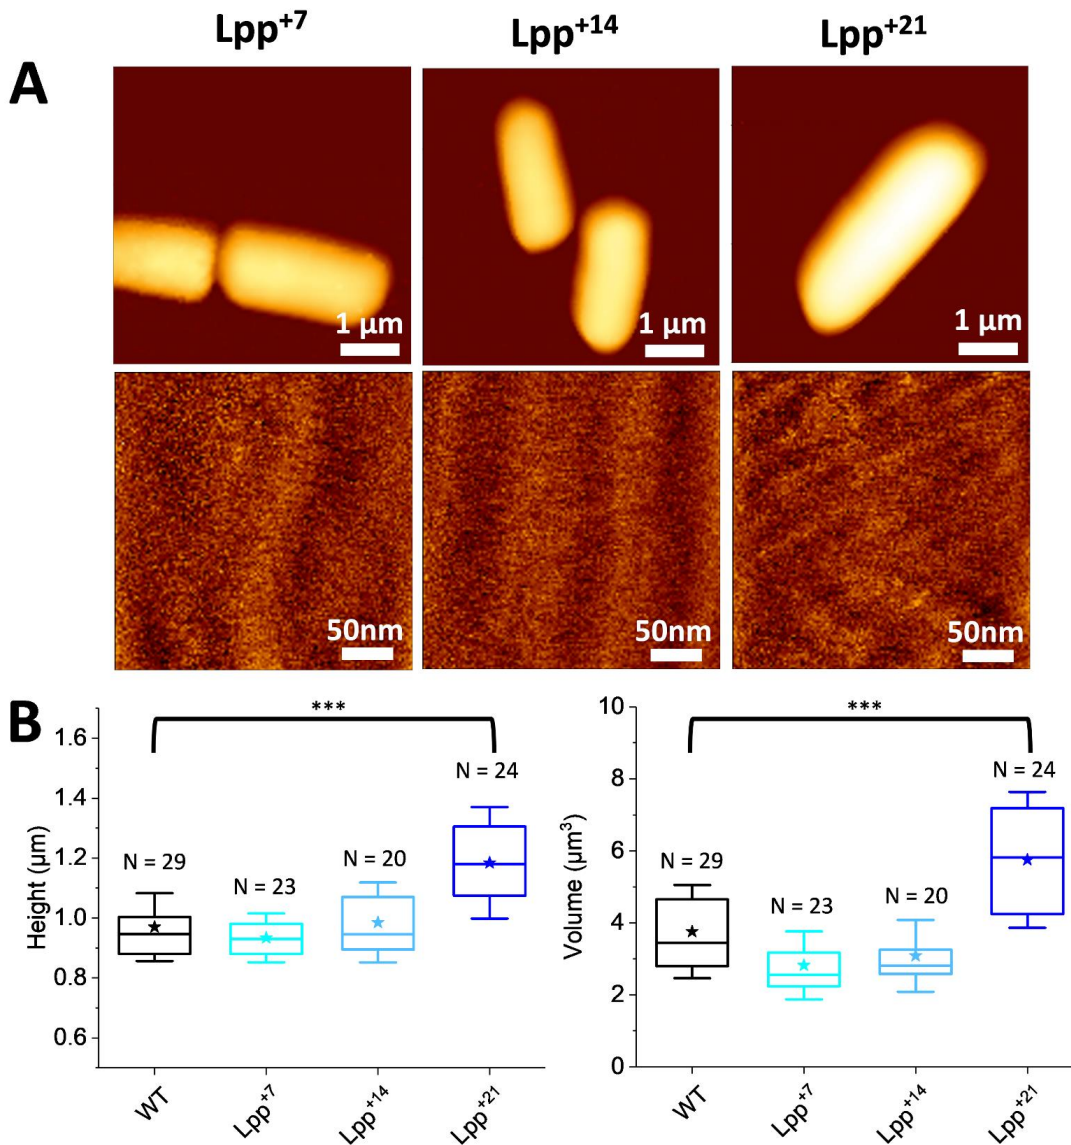 Lpp+7 Lpp+14 Lpp+21
A
1 µm 1 µm 1 µm
50nm 50nm 50nm
B
***
N = 29
N = 23
N = 20
N = 24
Height (µm)
1.6
1.4
1.2
1.0
0.8
0.6
WT Lpp+7 Lpp+14 Lpp+21
***
N = 29
N = 23
N = 20
N = 24
Volume (µm³)
10
8
6
4
2
0
WT Lpp+7 Lpp+14 Lpp+21